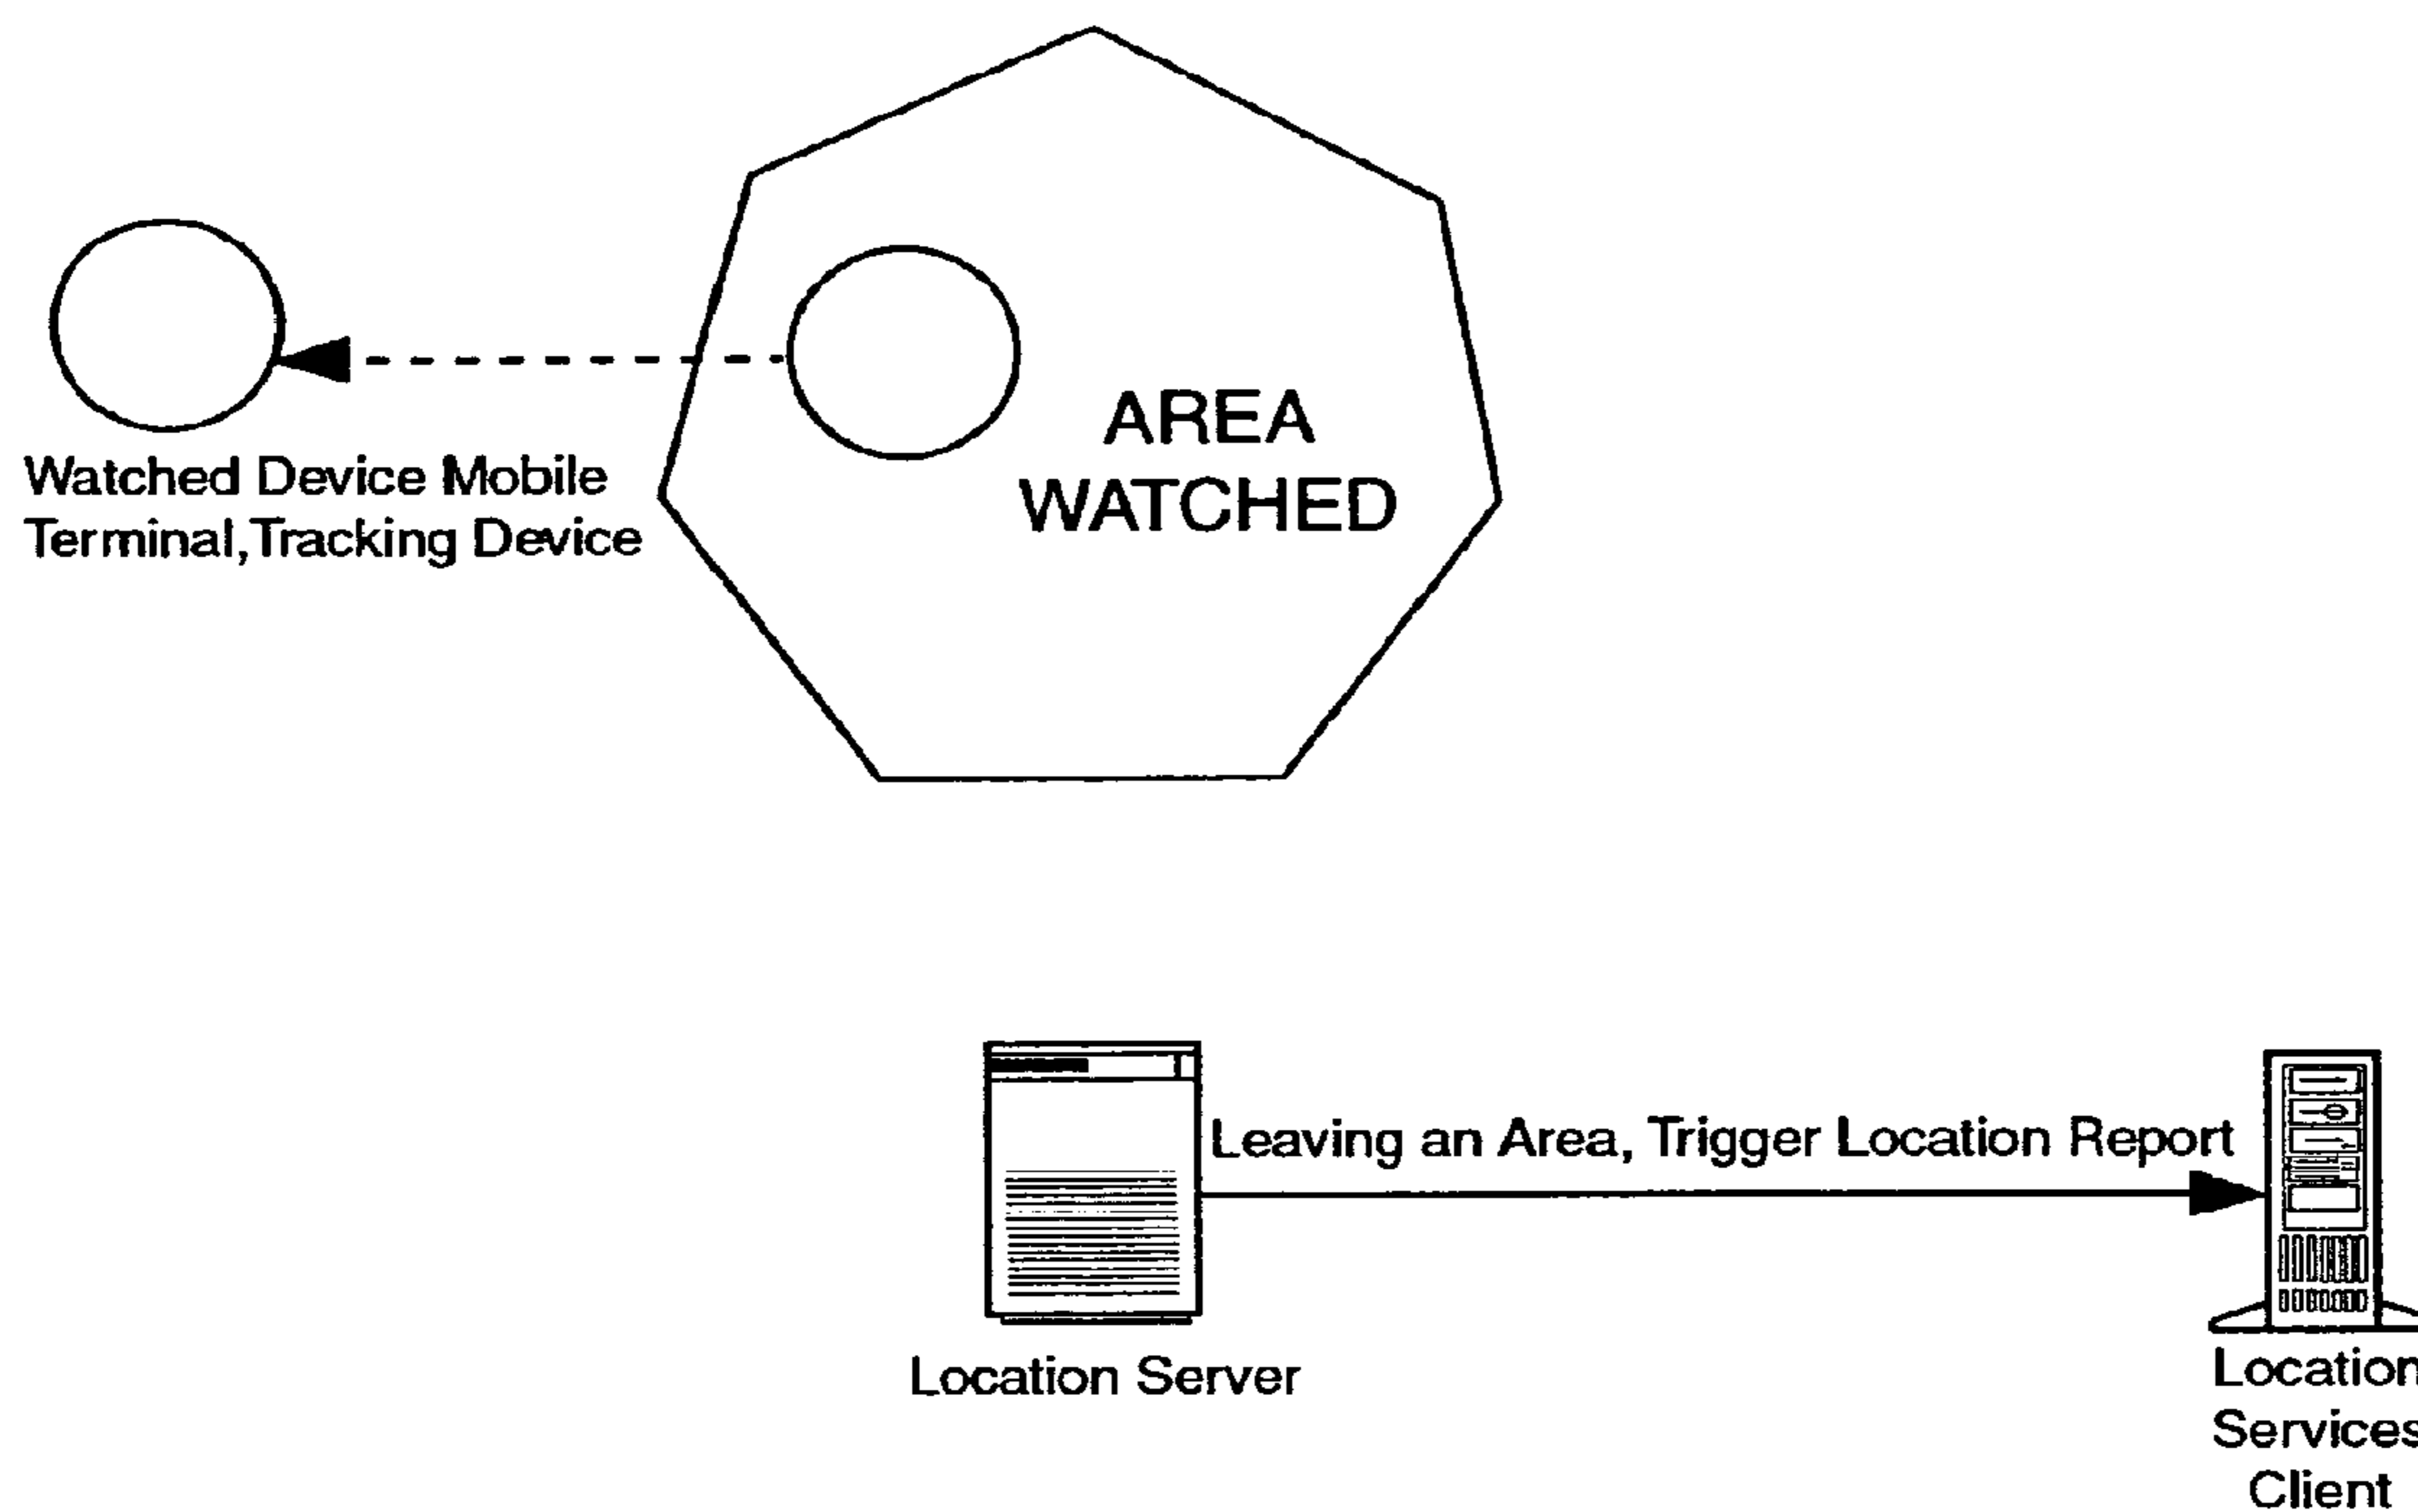 AREA
WATCHED
Watched Device Mobile
Terminal,Tracking Device
Leaving an Area, Trigger Location Report
Location Server
Location
Services
Client